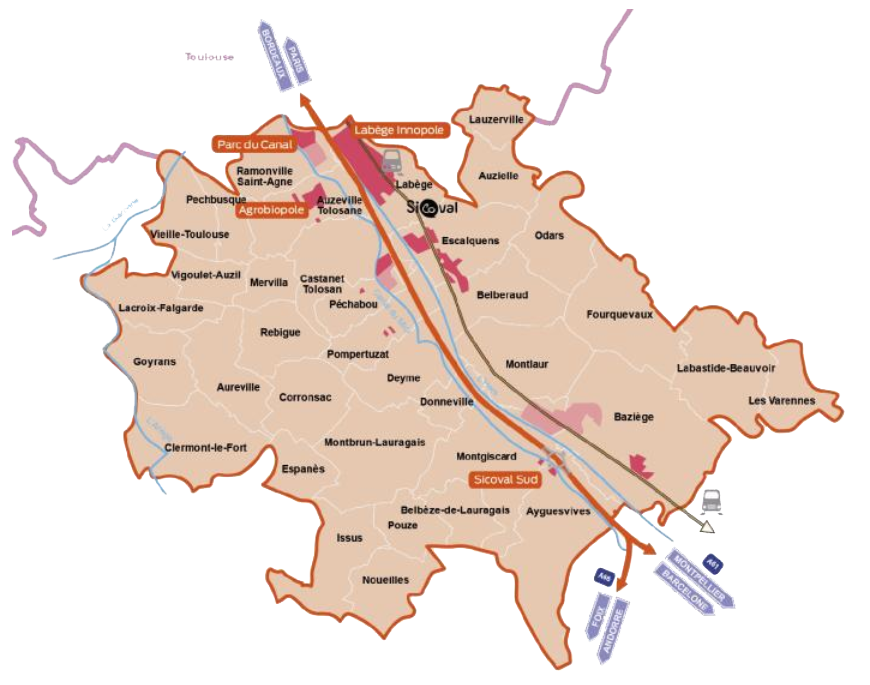 BORDEAUX
PARIS
Toulouse
Lauzerville
Labège Innopole
Parc du Canal
Ramonville
Saint-Agne
Auzielle
Labège
Pechbusque
Auzeville
Tolosane
Agrobiopole
SiCoval
Vieille-Toulouse
Escalquens
Odars
Vigoulet-Auzil
Mervilla
Castanet
Tolosan
Belberaud
Péchabou
Lacroix-Falgarde
Fourquevaux
Rebigue
Pompertuzat
Goyrans
Montlaur
Labastide-Beauvoir
Deyme
Aureville
Corronsac
Donneville
Les Varennes
Baziège
L'Ariège
Clermont-le-Fort
Montbrun-Lauragais
Montgiscard
Espanès
Sicoval Sud
Belbèze-de-Lauragais
Ayguesvives
Pouze
Issus
Noueilles
A61
MONTPELLIER
BARCELONE
A66
FOIX
ANDORRE